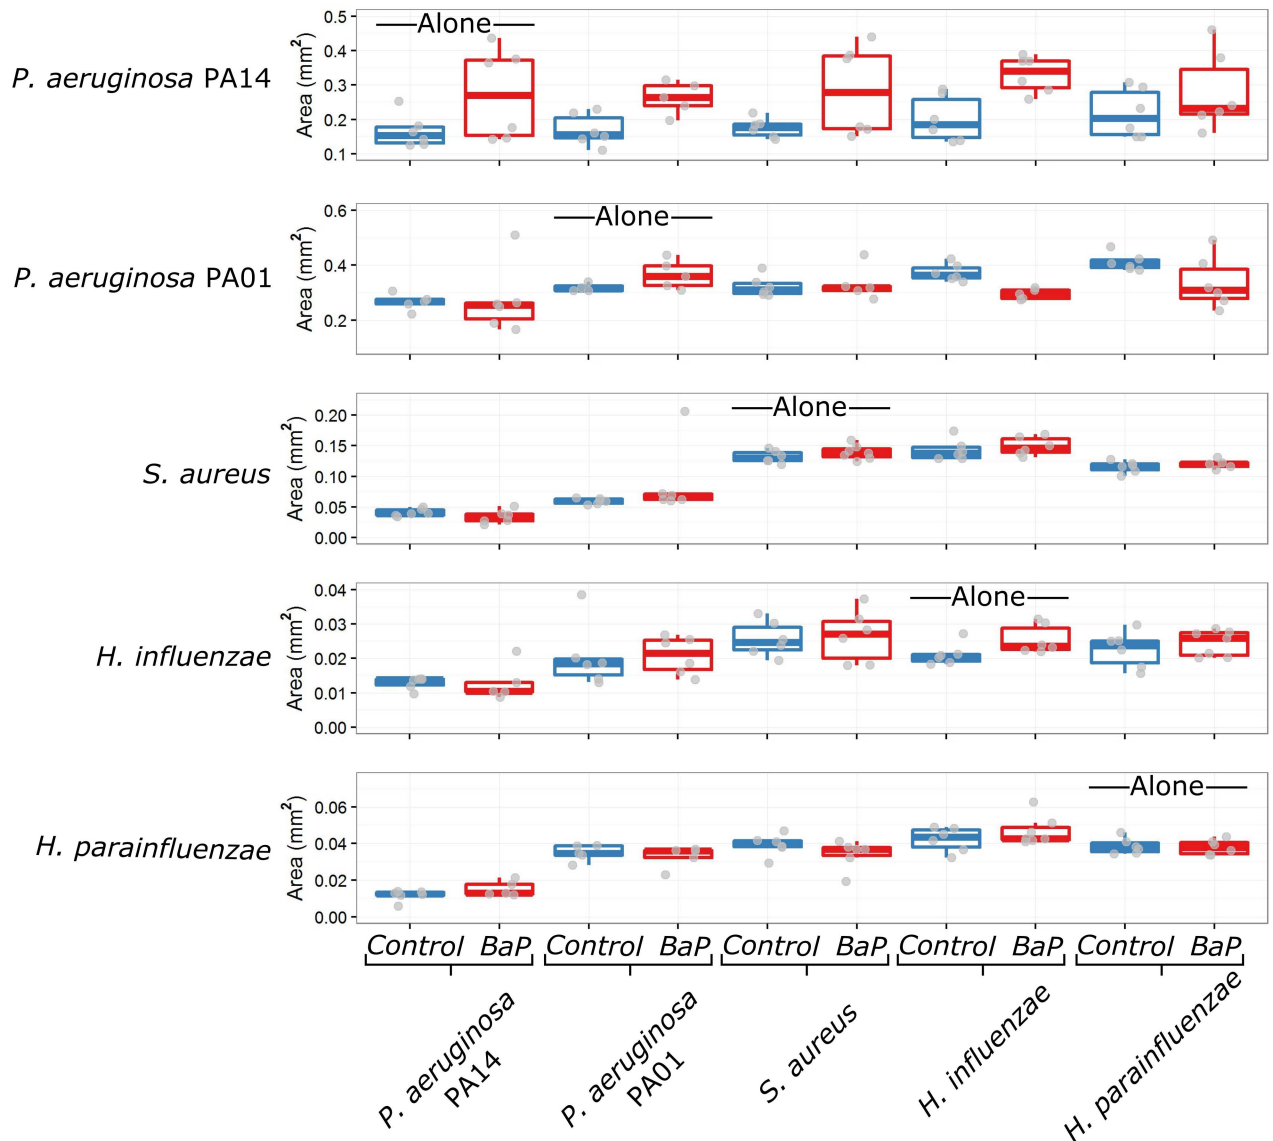 P. aeruginosa PA14
Area (mm²)
0.5
0.4
0.3
0.2
0.1
Alone
P. aeruginosa PA01
Area (mm²)
0.6
0.4
0.2
Alone
S. aureus
Area (mm²)
0.20
0.15
0.10
0.05
0.00
Alone
H. influenzae
Area (mm²)
0.04
0.03
0.02
0.01
0.00
Alone
H. parainfluenzae
Area (mm²)
0.06
0.04
0.02
0.00
Alone
Control BaP Control BaP Control BaP Control BaP Control BaP
P. aeruginosa
PA14
P. aeruginosa
PA01
S. aureus
H. influenzae
H. parainfluenzae